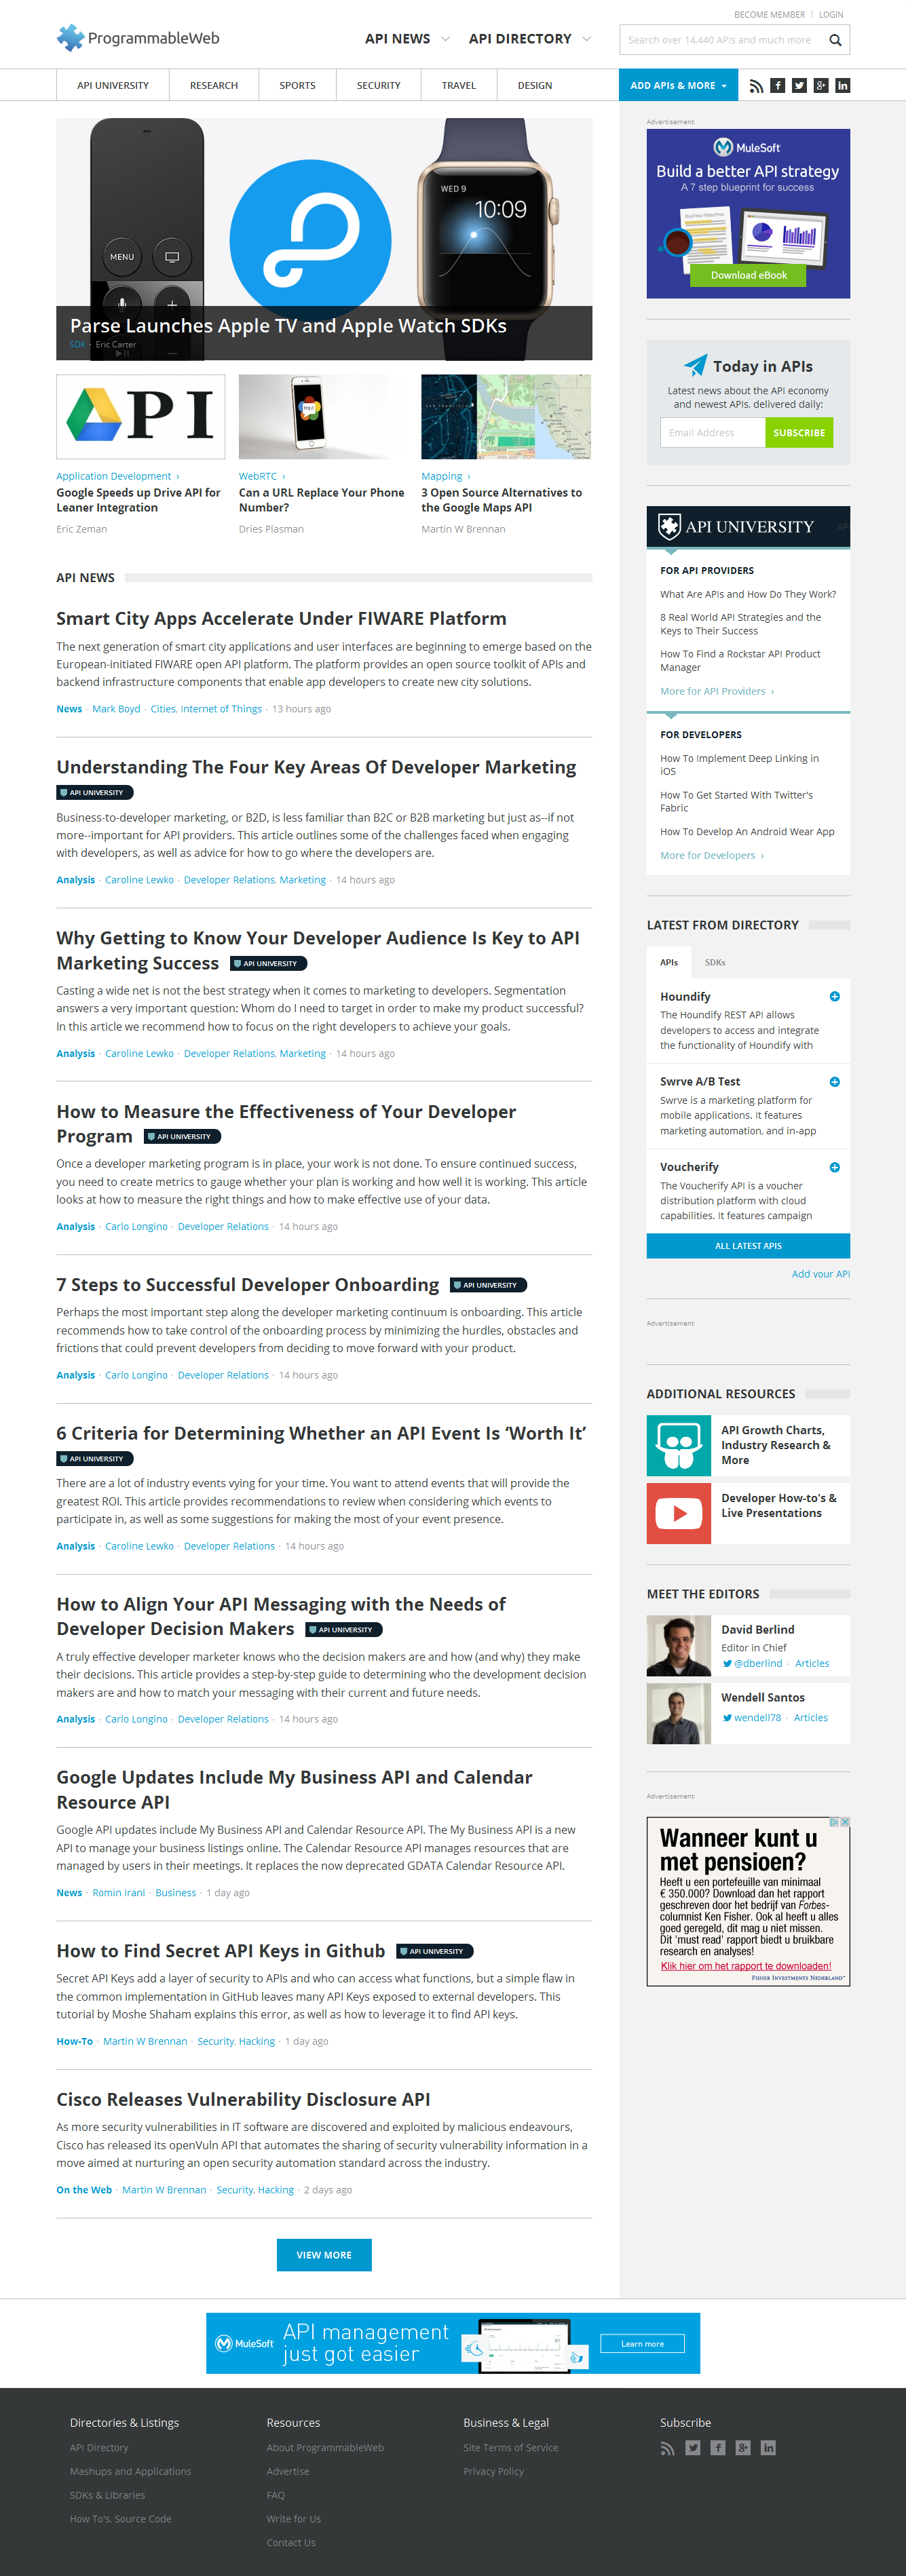 BECOME MEMBER | LOGIN
ProgrammableWeb
API NEWS
API DIRECTORY
Search over 14,440 APIs and much more
API UNIVERSITY
RESEARCH
SPORTS
SECURITY
TRAVEL
DESIGN
ADD APIs & MORE
MENU
WED 9
10:09
Parse Launches Apple TV and Apple Watch SDKs
SDK · Eric Carter
PI
Application Development ›
Google Speeds up Drive API for
Leaner Integration
Eric Zeman
WebRTC ›
Can a URL Replace Your Phone
Number?
Dries Plasman
SAN FRANCISCO
Mapping ›
3 Open Source Alternatives to
the Google Maps API
Martin W Brennan
API NEWS
Smart City Apps Accelerate Under FIWARE Platform
The next generation of smart city applications and user interfaces are beginning to emerge based on the
European-initiated FIWARE open API platform. The platform provides an open source toolkit of APIs and
backend infrastructure components that enable app developers to create new city solutions.
News · Mark Boyd · Cities, Internet of Things · 13 hours ago
Understanding The Four Key Areas Of Developer Marketing
API UNIVERSITY
Business-to-developer marketing, or B2D, is less familiar than B2C or B2B marketing but just as--if not
more--important for API providers. This article outlines some of the challenges faced when engaging
with developers, as well as advice for how to go where the developers are.
Analysis · Caroline Lewko · Developer Relations, Marketing · 14 hours ago
Why Getting to Know Your Developer Audience Is Key to API
Marketing Success API UNIVERSITY
Casting a wide net is not the best strategy when it comes to marketing to developers. Segmentation
answers a very important question: Whom do I need to target in order to make my product successful?
In this article we recommend how to focus on the right developers to achieve your goals.
Analysis · Caroline Lewko · Developer Relations, Marketing · 14 hours ago
How to Measure the Effectiveness of Your Developer
Program API UNIVERSITY
Once a developer marketing program is in place, your work is not done. To ensure continued success,
you need to create metrics to gauge whether your plan is working and how well it is working. This article
looks at how to measure the right things and how to make effective use of your data.
Analysis · Carlo Longino · Developer Relations · 14 hours ago
7 Steps to Successful Developer Onboarding API UNIVERSITY
Perhaps the most important step along the developer marketing continuum is onboarding. This article
recommends how to take control of the onboarding process by minimizing the hurdles, obstacles and
frictions that could prevent developers from deciding to move forward with your product.
Analysis · Carlo Longino · Developer Relations · 14 hours ago
6 Criteria for Determining Whether an API Event Is ‘Worth It’
API UNIVERSITY
There are a lot of industry events vying for your time. You want to attend events that will provide the
greatest ROI. This article provides recommendations to review when considering which events to
participate in, as well as some suggestions for making the most of your event presence.
Analysis · Caroline Lewko · Developer Relations · 14 hours ago
How to Align Your API Messaging with the Needs of
Developer Decision Makers API UNIVERSITY
A truly effective developer marketer knows who the decision makers are and how (and why) they make
their decisions. This article provides a step-by-step guide to determining who the development decision
makers are and how to match your messaging with their current and future needs.
Analysis · Carlo Longino · Developer Relations · 14 hours ago
Google Updates Include My Business API and Calendar
Resource API
Google API updates include My Business API and Calendar Resource API. The My Business API is a new
API to manage your business listings online. The Calendar Resource API manages resources that are
managed by users in their meetings. It replaces the now deprecated GDATA Calendar Resource API.
News · Romin Irani · Business · 1 day ago
How to Find Secret API Keys in Github API UNIVERSITY
Secret API Keys add a layer of security to APIs and who can access what functions, but a simple flaw in
the common implementation in GitHub leaves many API Keys exposed to external developers. This
tutorial by Moshe Shaham explains this error, as well as how to leverage it to find API keys.
How-To · Martin W Brennan · Security, Hacking · 1 day ago
Cisco Releases Vulnerability Disclosure API
As more security vulnerabilities in IT software are discovered and exploited by malicious endeavours,
Cisco has released its openVuln API that automates the sharing of security vulnerability information in a
move aimed at nurturing an open security automation standard across the industry.
On the Web · Martin W Brennan · Security, Hacking · 2 days ago
VIEW MORE
Advertisement
MuleSoft
Build a better API strategy
A 7 step blueprint for success
Download eBook
Today in APIs
Latest news about the API economy
and newest APIs, delivered daily:
Email Address
SUBSCRIBE
API UNIVERSITY
FOR API PROVIDERS
What Are APIs and How Do They Work?
8 Real World API Strategies and the
Keys to Their Success
How To Find a Rockstar API Product
Manager
More for API Providers ›
FOR DEVELOPERS
How To Implement Deep Linking in
iOS
How To Get Started With Twitter's
Fabric
How To Develop An Android Wear App
More for Developers ›
LATEST FROM DIRECTORY
APIs
SDKs
Houndify
The Houndify REST API allows
developers to access and integrate
the functionality of Houndify with
Swrve A/B Test
Swrve is a marketing platform for
mobile applications. It features
marketing automation, and in-app
Voucherify
The Voucherify API is a voucher
distribution platform with cloud
capabilities. It features campaign
ALL LATEST APIS
Add your API
Advertisement
ADDITIONAL RESOURCES
API Growth Charts,
Industry Research &
More
Developer How-to's &
Live Presentations
MEET THE EDITORS
David Berlind
Editor in Chief
@dberlind · Articles
Wendell Santos
wendell78 · Articles
Advertisement
Wanneer kunt u
met pensioen?
Heeft u een portefeuille van minimaal
€ 350.000? Download dan het rapport
geschreven door het bedrijf van Forbes-
columnist Ken Fisher. Ook al heeft u alles
goed geregeld, dit mag u niet missen.
Dit 'must read' rapport biedt u bruikbare
research en analyses!
Klik hier om het rapport te downloaden!
FISHER INVESTMENTS NEDERLAND™
MuleSoft
API management
just got easier
Learn more
Directories & Listings
API Directory
Mashups and Applications
SDKs & Libraries
How To's, Source Code
Resources
About ProgrammableWeb
Advertise
FAQ
Write for Us
Contact Us
Business & Legal
Site Terms of Service
Privacy Policy
Subscribe